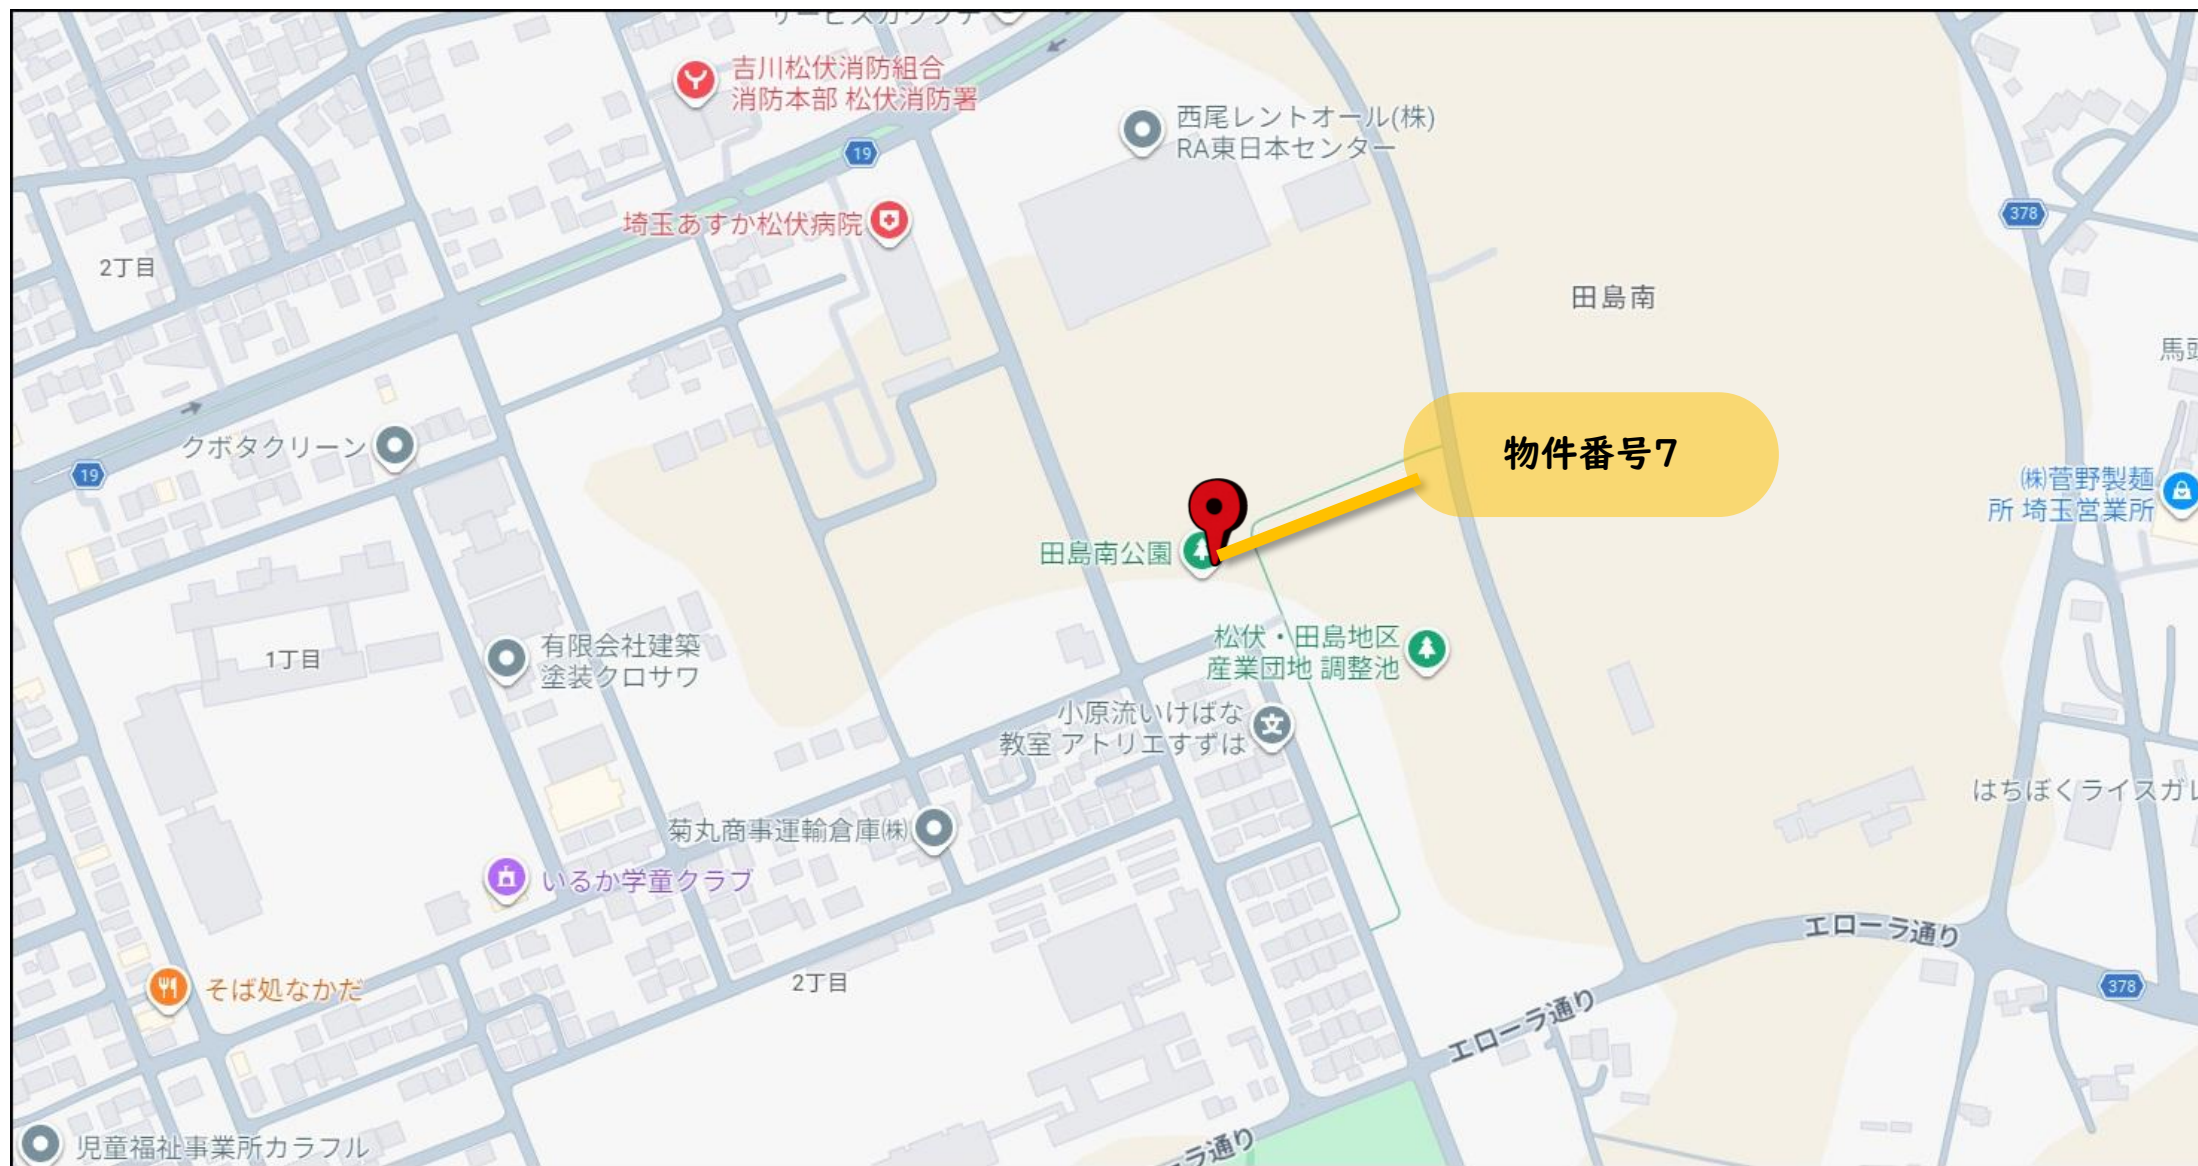 吉川松伏消防組合
消防本部 松伏消防署
西尾レントオール(株)
RA東日本センター
19
埼玉あすか松伏病院
378
2丁目
田島南
クボタクリーン
物件番号7
19
㈱菅野製麺
所 埼玉営業所
田島南公園
松伏・田島地区
産業団地 調整池
有限会社建築
塗装クロサワ
1丁目
小原流いけばな
教室 アトリエすずは
はちぼくライスガレ
菊丸商事運輸倉庫㈱
いるか学童クラブ
エローラ通り
そば処なかだ
2丁目
378
エローラ通り
児童福祉事業所カラフル
ラ通り